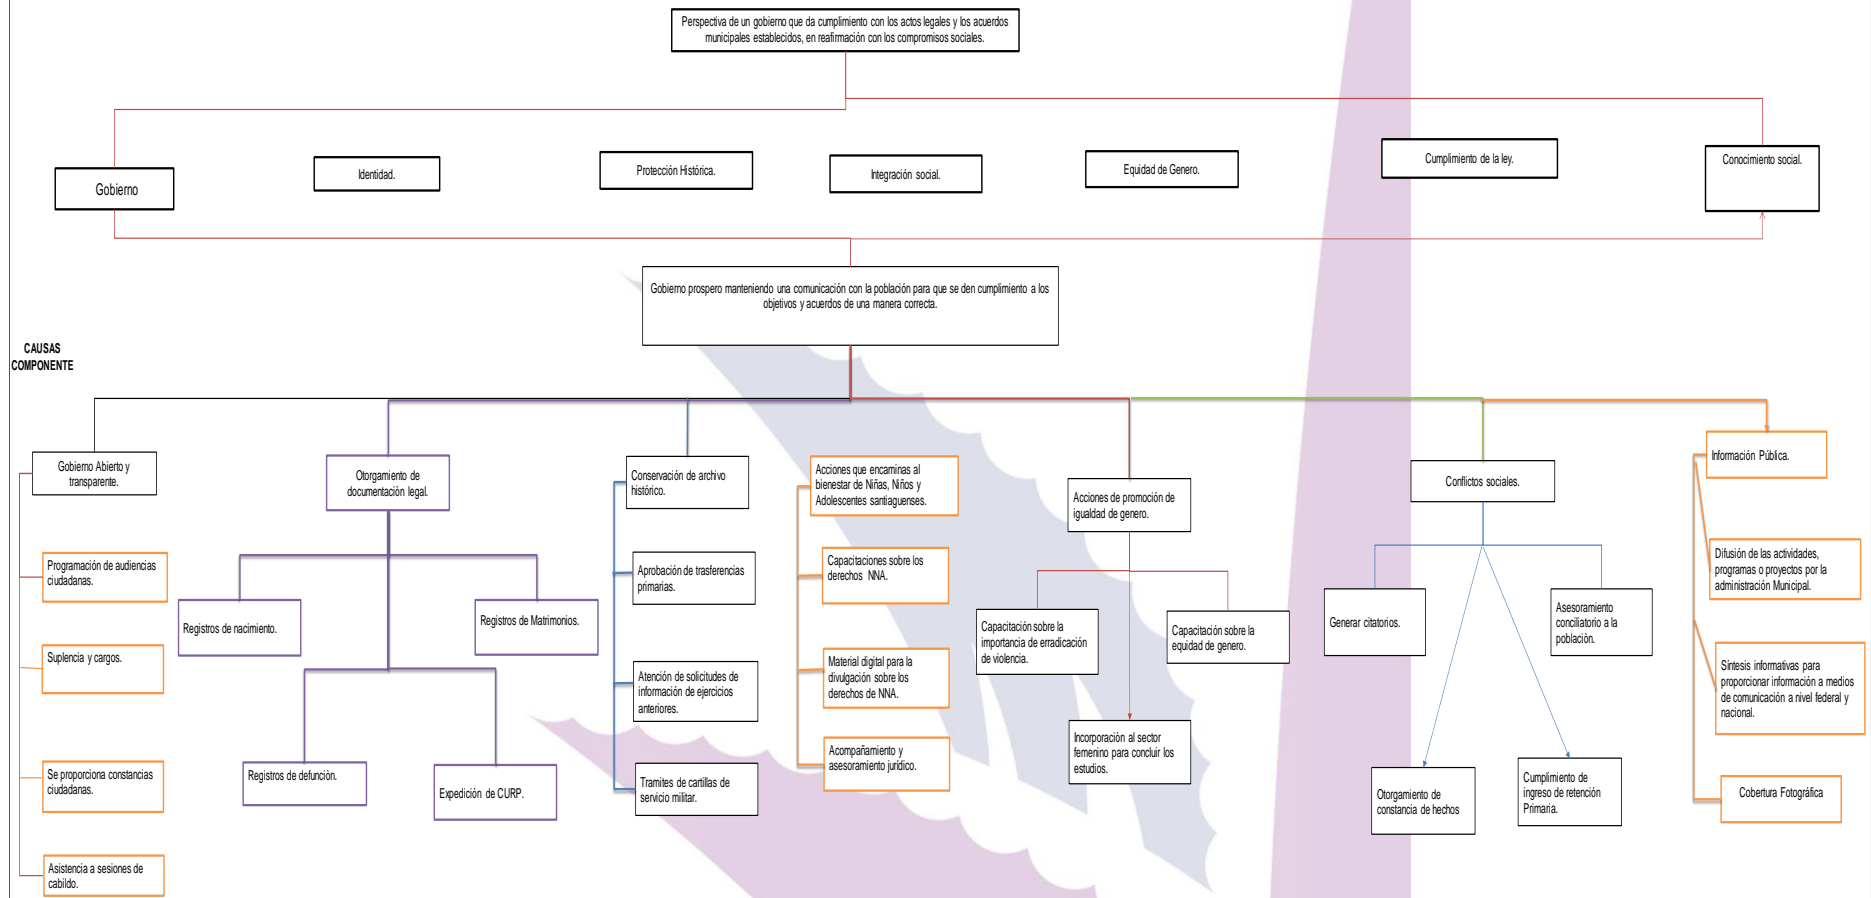 Perspectiva de un gobierno que da cumplimiento con los actos legales y los acuerdos
municipales establecidos, en reafirmación con los compromisos sociales.
Gobierno
Identidad.
Protección Histórica.
Integración social.
Equidad de Genero.
Cumplimiento de la ley.
Conocimiento social.
Gobierno prospero manteniendo una comunicación con la población para que se den cumplimiento a los
objetivos y acuerdos de una manera correcta.
CAUSAS
COMPONENTE
Gobierno Abierto y
transparente.
Programación de audiencias
ciudadanas.
Suplencia y cargos.
Se proporciona constancias
ciudadanas.
Asistencia a sesiones de
cabildo.
Otorgamiento de
documentaciòn legal.
Registros de nacimiento.
Registros de Matrimonios.
Registros de defunción.
Expedición de CURP.
Conservación de archivo
histórico.
Aprobación de trasferencias
primarias.
Atención de solicitudes de
información de ejercicios
anteriores.
Tramites de cartillas de
servicio militar.
Acciones que encaminas al
bienestar de Niñas, Niños y
Adolescentes santiaguenses.
Capacitaciones sobre los
derechos NNA.
Material digital para la
divulgación sobre los
derechos de NNA.
Acompañamiento y
asesoramiento jurídico.
Acciones de promoción de
igualdad de genero.
Capacitación sobre la
importancia de erradicación
de violencia.
Capacitación sobre la
equidad de genero.
Incorporaciòn al sector
femenino para concluir los
estudios.
Conflictos sociales.
Generar citatorios.
Asesoramiento
conciliatorio a la
poblaciòn.
Otorgamiento de
constancia de hechos
Cumplimiento de
ingreso de retención
Primaria.
Información Pública.
Difusión de las actividades,
programas o proyectos por la
administración Municipal.
Síntesis informativas para
proporcionar información a medios
de comunicación a nivel federal y
nacional.
Cobertura Fotográfica